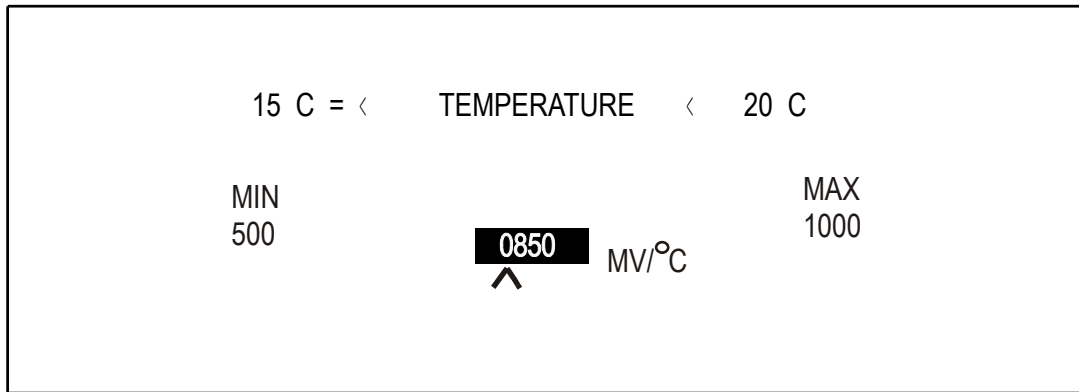 15 C = < TEMPERATURE < 20 C
MIN
500
MAX
1000
0850 MV/°C